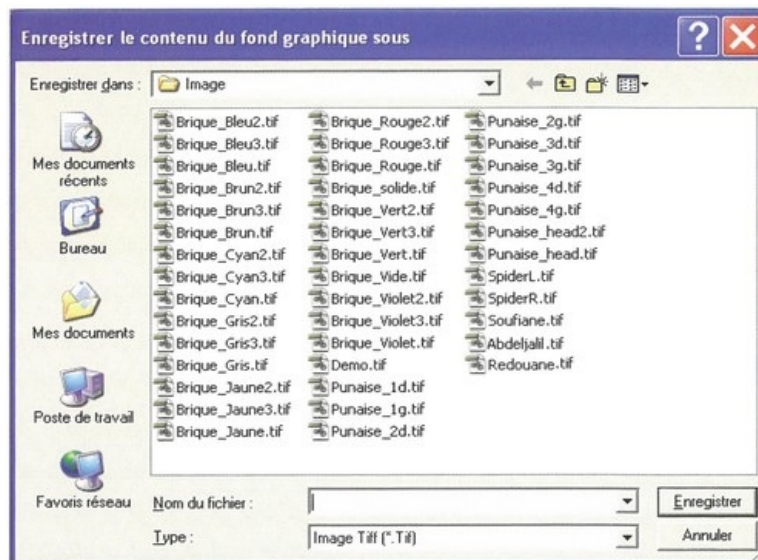 Enregistrer le contenu du fond graphique sous
Enregistrer dans :
Image
Mes documents
récents
Bureau
Mes documents
Poste de travail
Favoris réseau
Brique_Bleu2.tif
Brique_Bleu3.tif
Brique_Bleu.tif
Brique_Brun2.tif
Brique_Brun3.tif
Brique_Brun.tif
Brique_Cyan2.tif
Brique_Cyan3.tif
Brique_Cyan.tif
Brique_Gris2.tif
Brique_Gris3.tif
Brique_Gris.tif
Brique_Jaune2.tif
Brique_Jaune3.tif
Brique_Jaune.tif
Brique_Rouge2.tif
Brique_Rouge3.tif
Brique_Rouge.tif
Brique_solide.tif
Brique_Vert2.tif
Brique_Vert3.tif
Brique_Vert.tif
Brique_Vide.tif
Brique_Violet2.tif
Brique_Violet3.tif
Brique_Violet.tif
Demo.tif
Punaise_1d.tif
Punaise_1g.tif
Punaise_2d.tif
Punaise_2g.tif
Punaise_3d.tif
Punaise_3g.tif
Punaise_4d.tif
Punaise_4g.tif
Punaise_head2.tif
Punaise_head.tif
SpiderL.tif
SpiderR.tif
Soufiane.tif
Abdeljalil.tif
Redouane.tif
Nom du fichier :
Enregistrer
Type :
Image Tiff (*.Tif)
Annuler